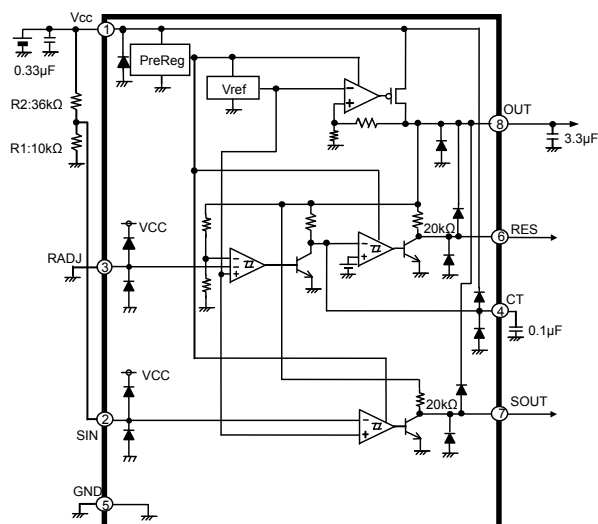 Vcc
1
PreReg
0.33µF
Vref
R2:36kΩ
OUT
8
3.3µF
R1:10kΩ
VCC
20kΩ
RES
6
RADJ
3
CT
4
0.1µF
VCC
20kΩ
SOUT
7
2
SIN
GND
5